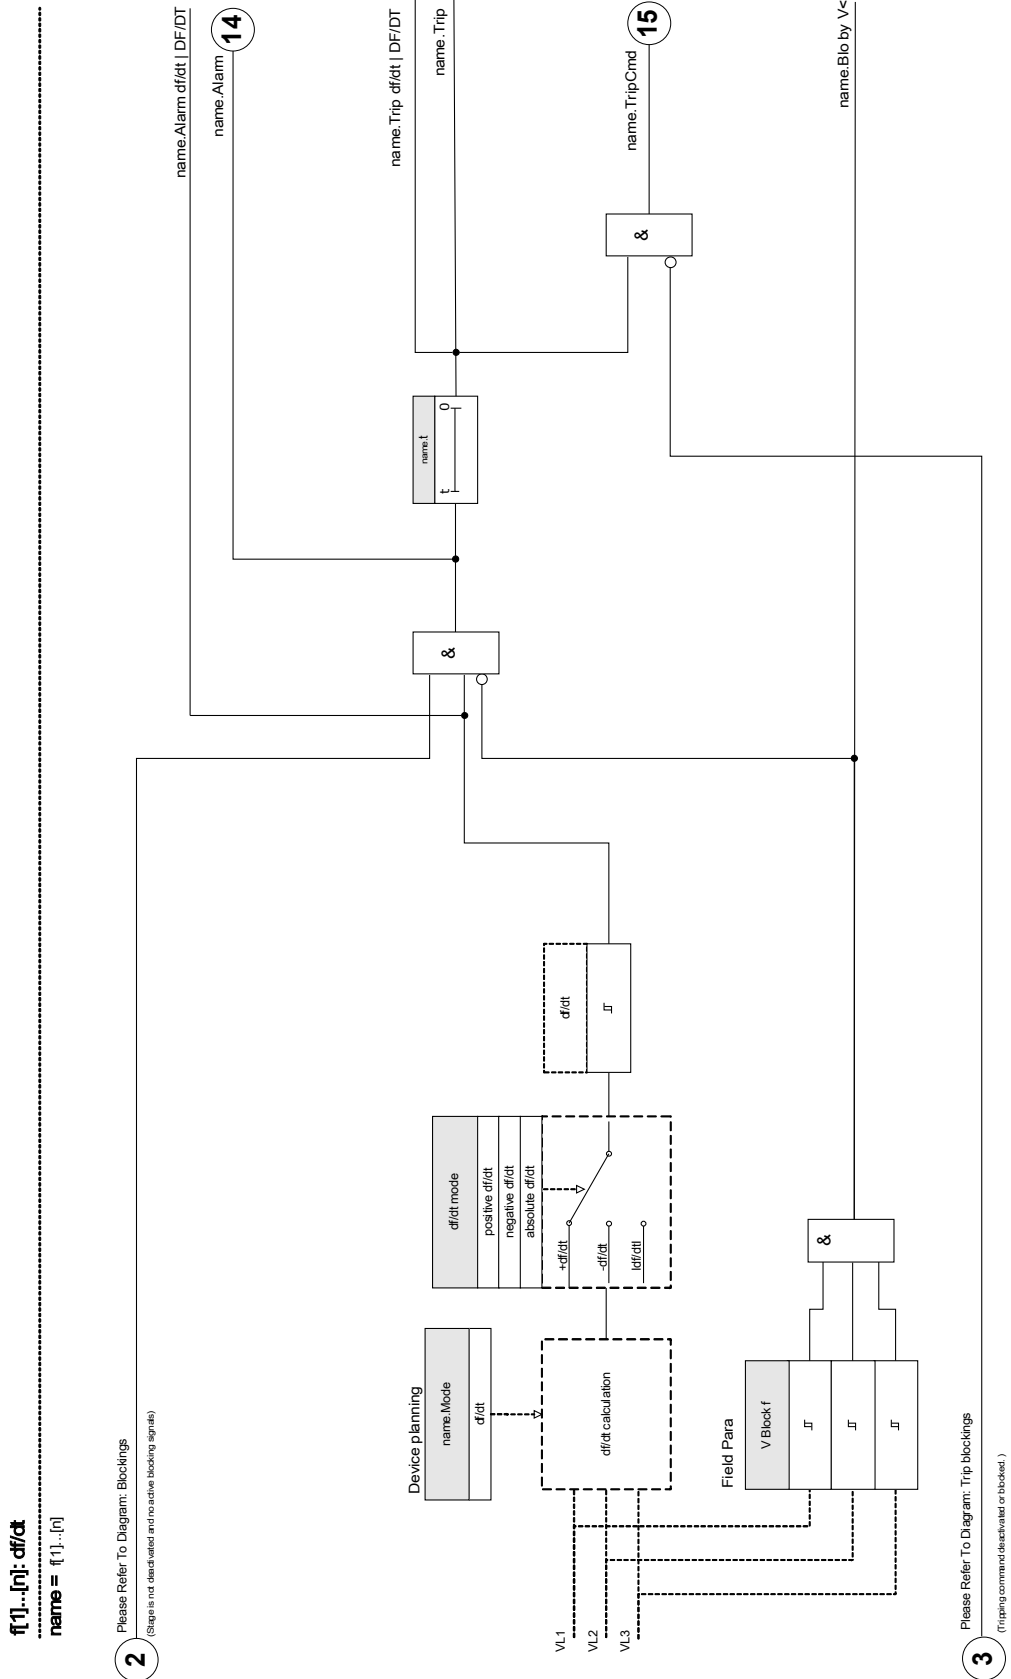 f[1]...[n]: df/dt
name = f[1]...[n]
2
Please Refer To Diagram: Blockings
(Stage is not deactivated and no active blocking signals)
name.Alarm df/dt | DF/DT
name.Alarm
14
Device planning
name.Mode
df/dt
df/dt calculation
df/dt mode
positive df/dt
negative df/dt
absolute df/dt
+df/dt
-df/dt
Idf/dtI
df/dt
&
name.t
t
0
name.Trip df/dt | DF/DT
name.Trip
&
name.TripCmd
15
VL1
VL2
VL3
Field Para
V Block f
&
name.Blo by V<
3
Please Refer To Diagram: Trip blockings
(Tripping command deactivated or blocked. )